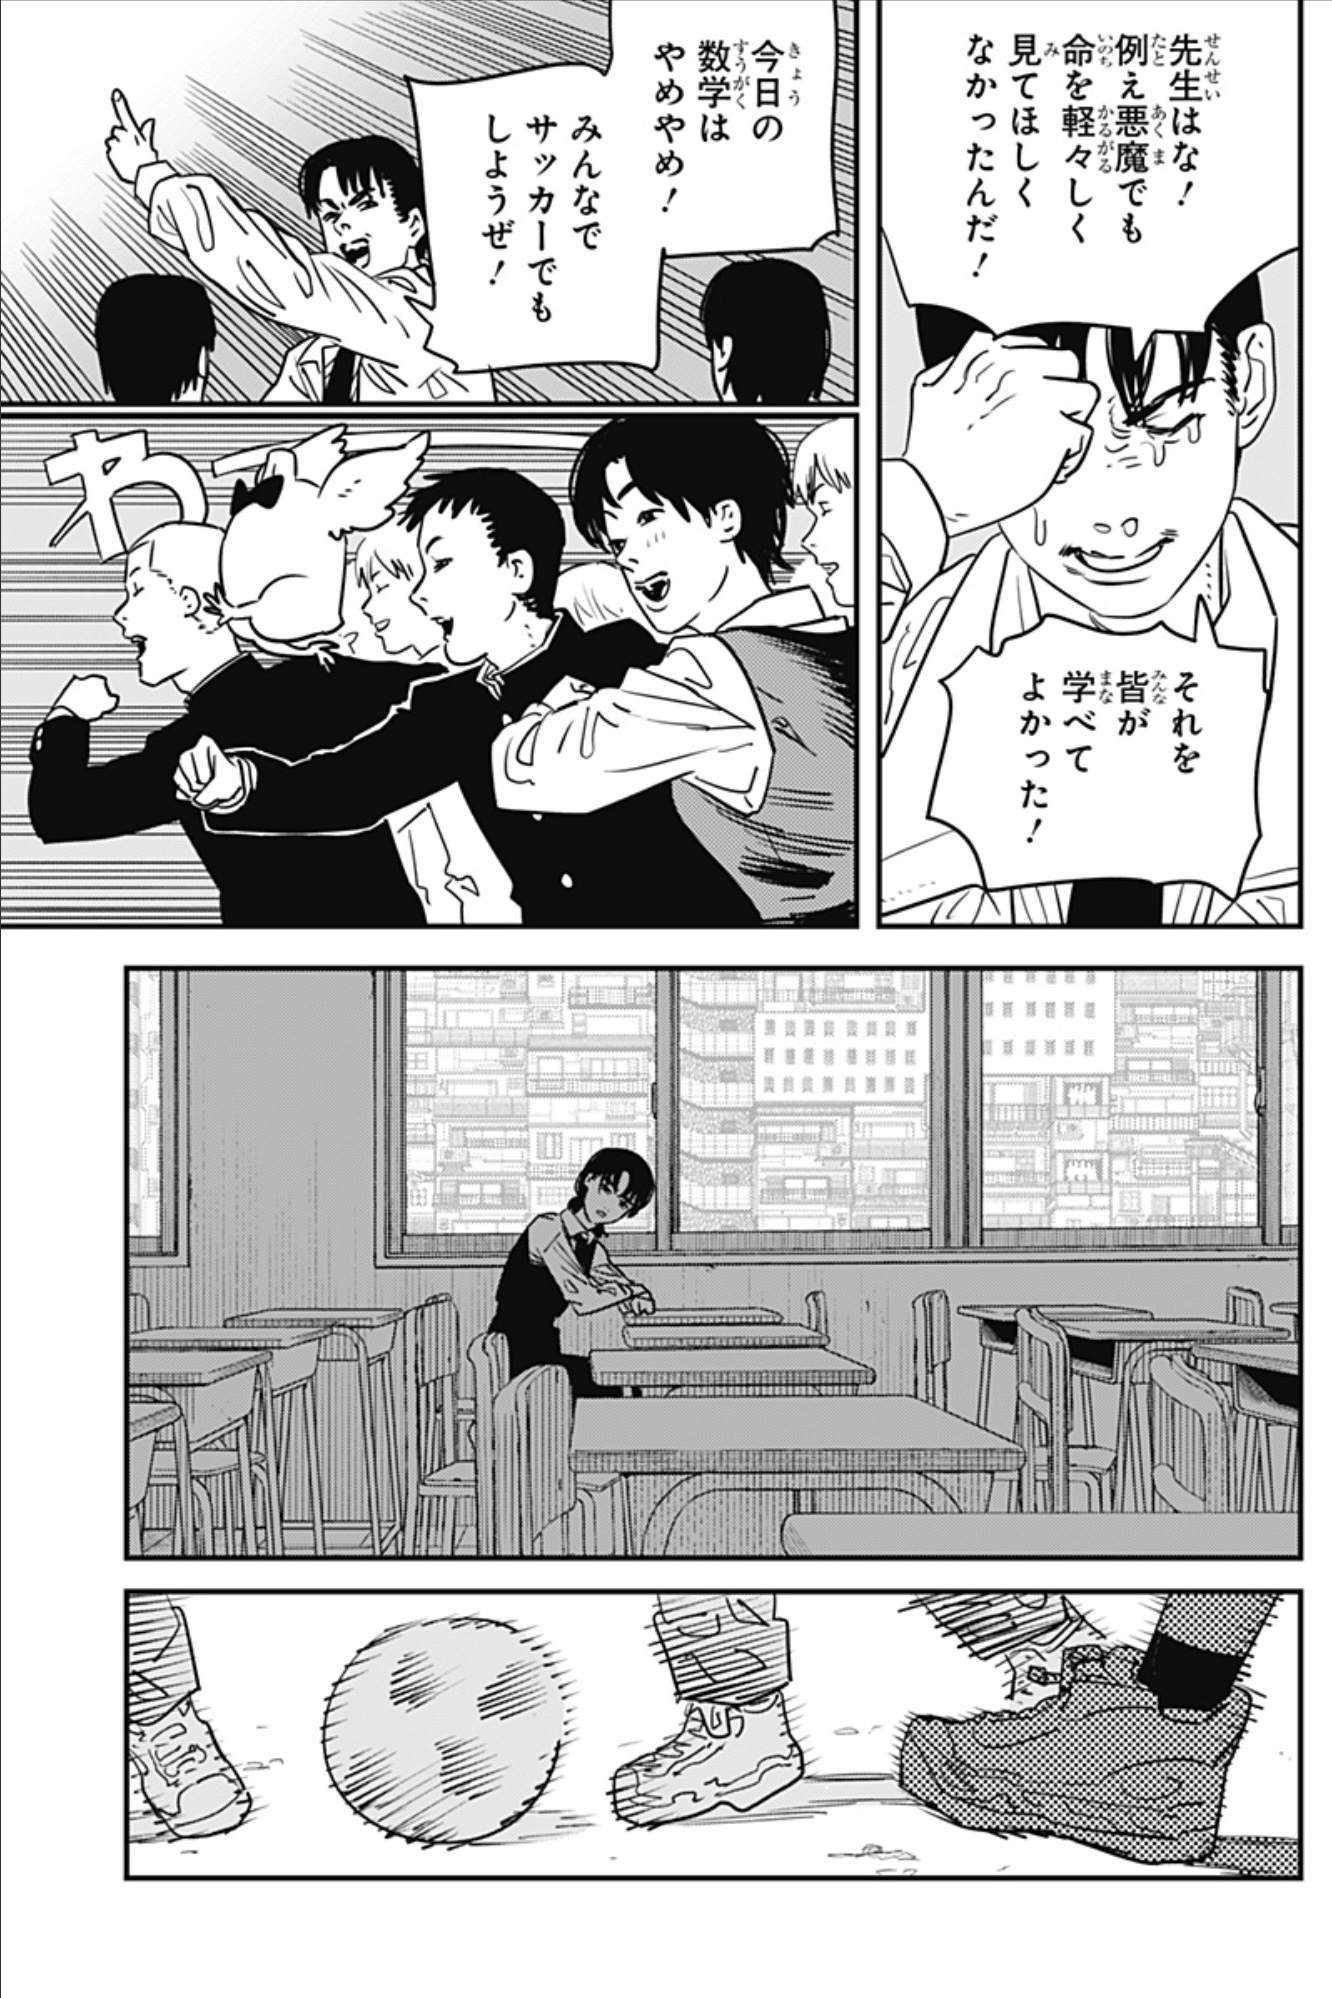 先生はな！
例え悪魔でも
命を軽々しく
見てほしく
なかったんだ！
それを
皆が
学べて
よかった！
今日の
数学は
やめやめ！
みんなで
サッカーでも
しようぜ！
わー